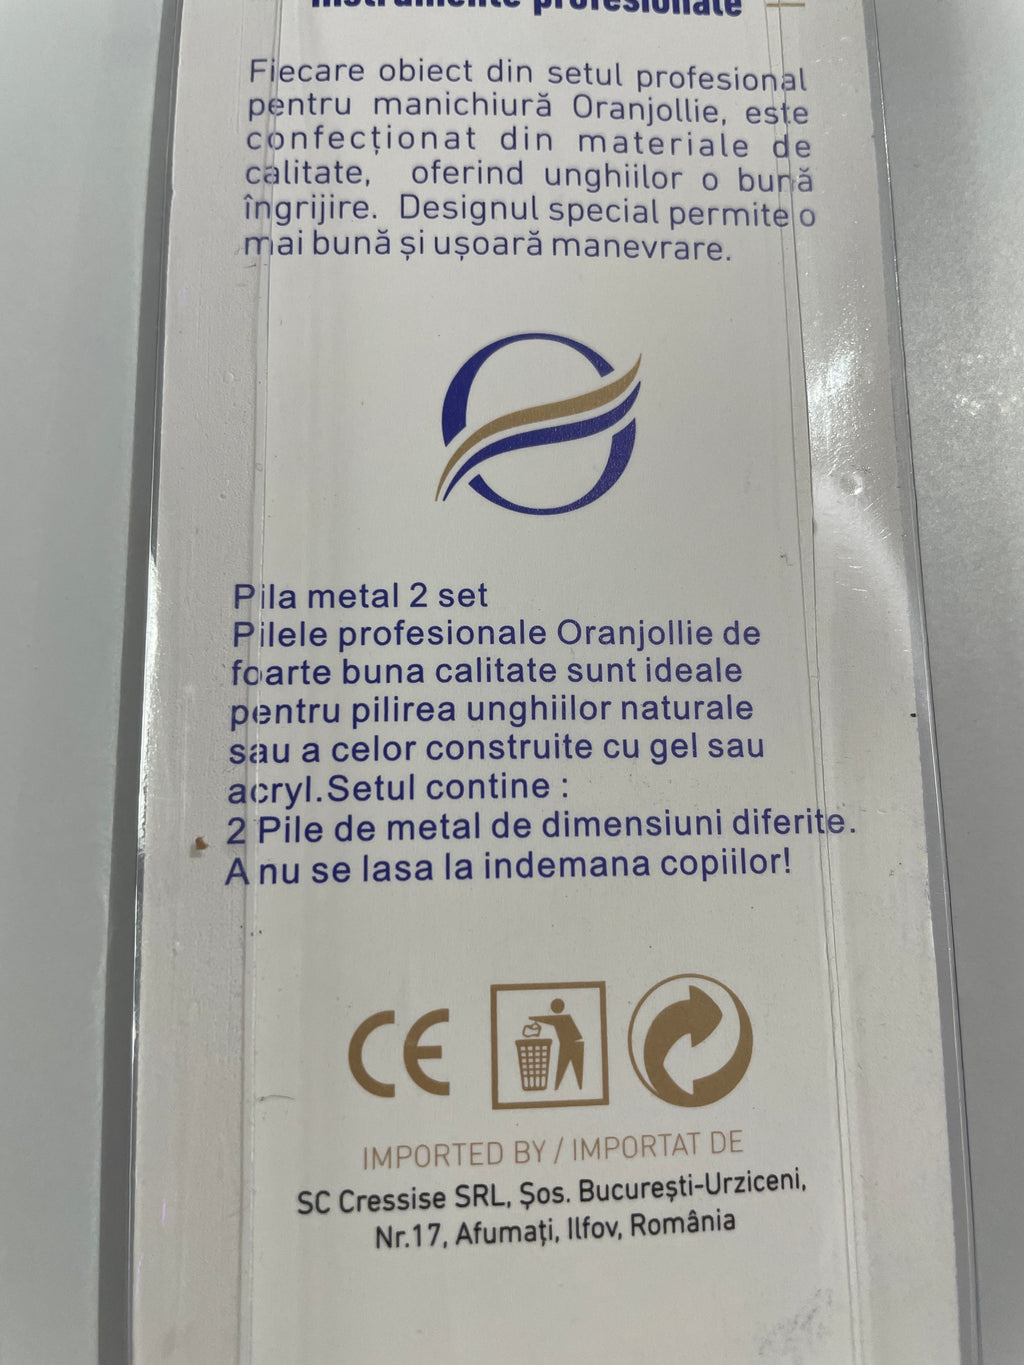 Instrumente profesionale
Fiecare obiect din setul profesional
pentru manichiură Oranjollie, este
confecționat din materiale de
calitate, oferind unghiilor o bună
îngrijire. Designul special permite o
mai bună și ușoară manevrare.
Pila metal 2 set
Pilele profesionale Oranjollie de
foarte buna calitate sunt ideale
pentru pilirea unghiilor naturale
sau a celor construite cu gel sau
acryl.Setul contine :
2 Pile de metal de dimensiuni diferite.
A nu se lasa la indemana copiilor!
CE
IMPORTED BY / IMPORTAT DE
SC Cressise SRL, Șos. București-Urziceni,
Nr.17, Afumați, Ilfov, România